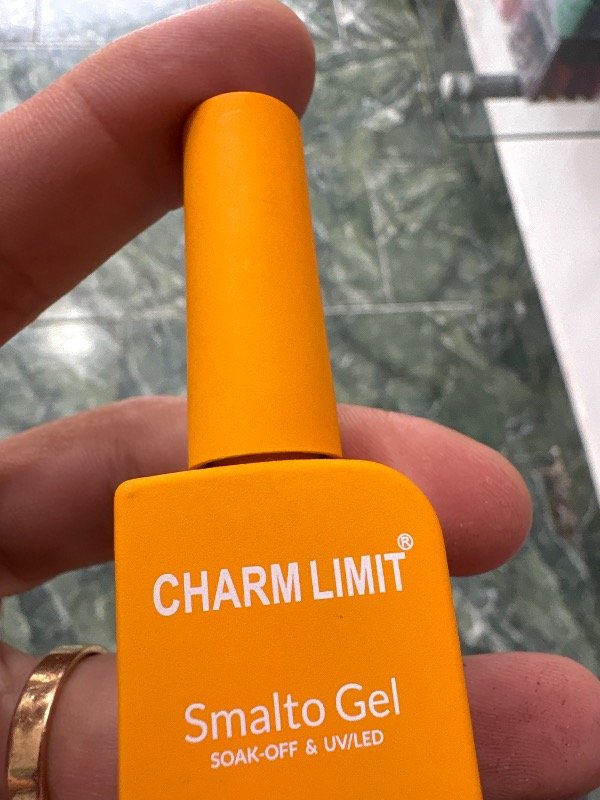 CHARM LIMIT®
Smalto Gel
SOAK-OFF & UV/LED